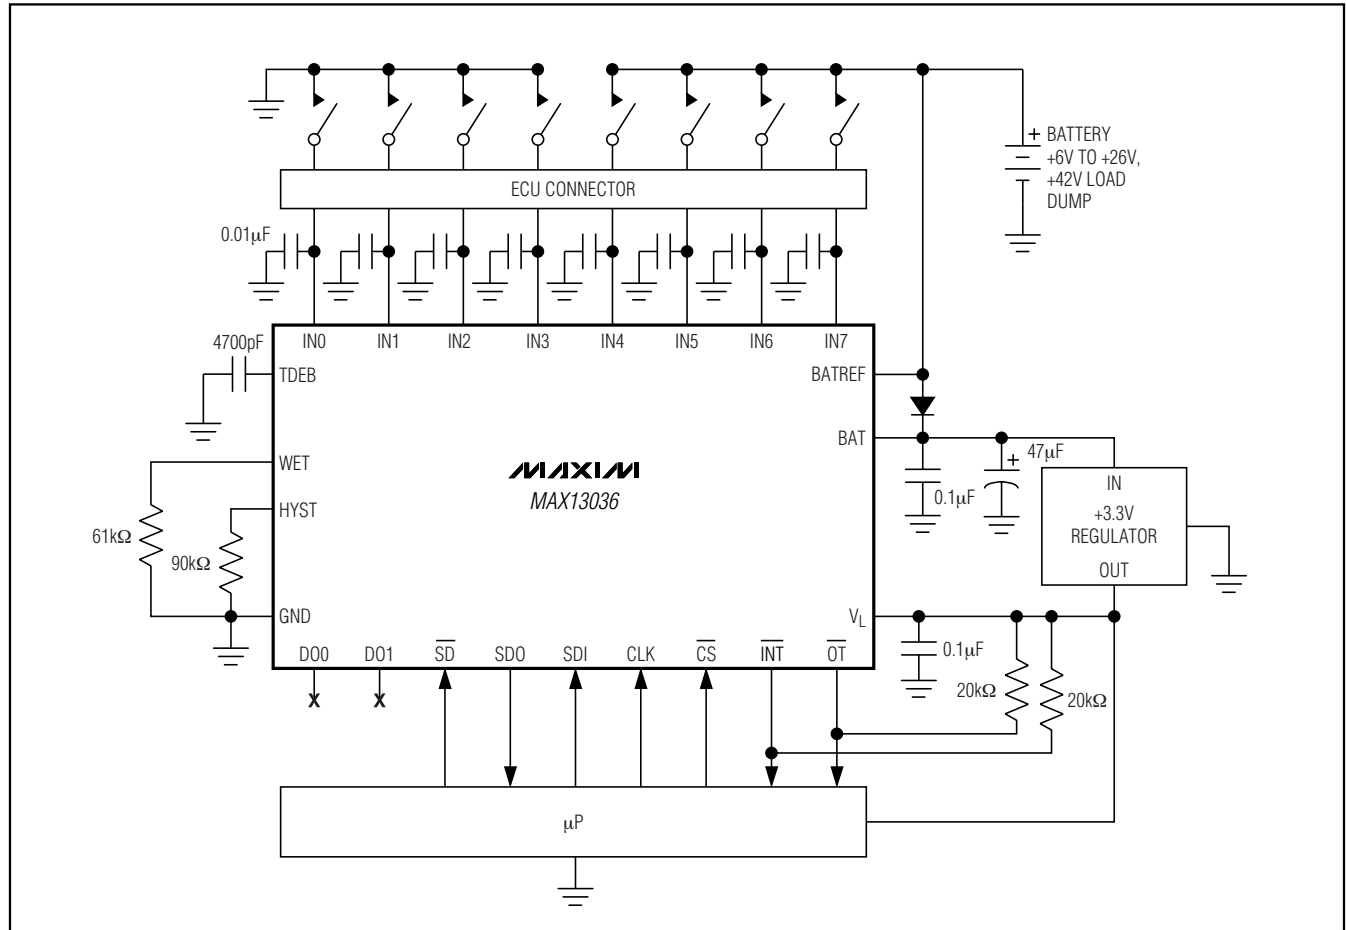 + BATTERY
+6V TO +26V,
+42V LOAD
DUMP
ECU CONNECTOR
0.01μF
IN0 IN1 IN2 IN3 IN4 IN5 IN6 IN7
4700pF
TDEB
BATREF
BAT
WET
HYST
MAXIM
MAX13036
+ 47μF
0.1μF
IN
+3.3V
REGULATOR
OUT
61kΩ
90kΩ
GND
VL
DO0 DO1 SD SDO SDI CLK CS INT OT
0.1μF
20kΩ
20kΩ
X X
μP